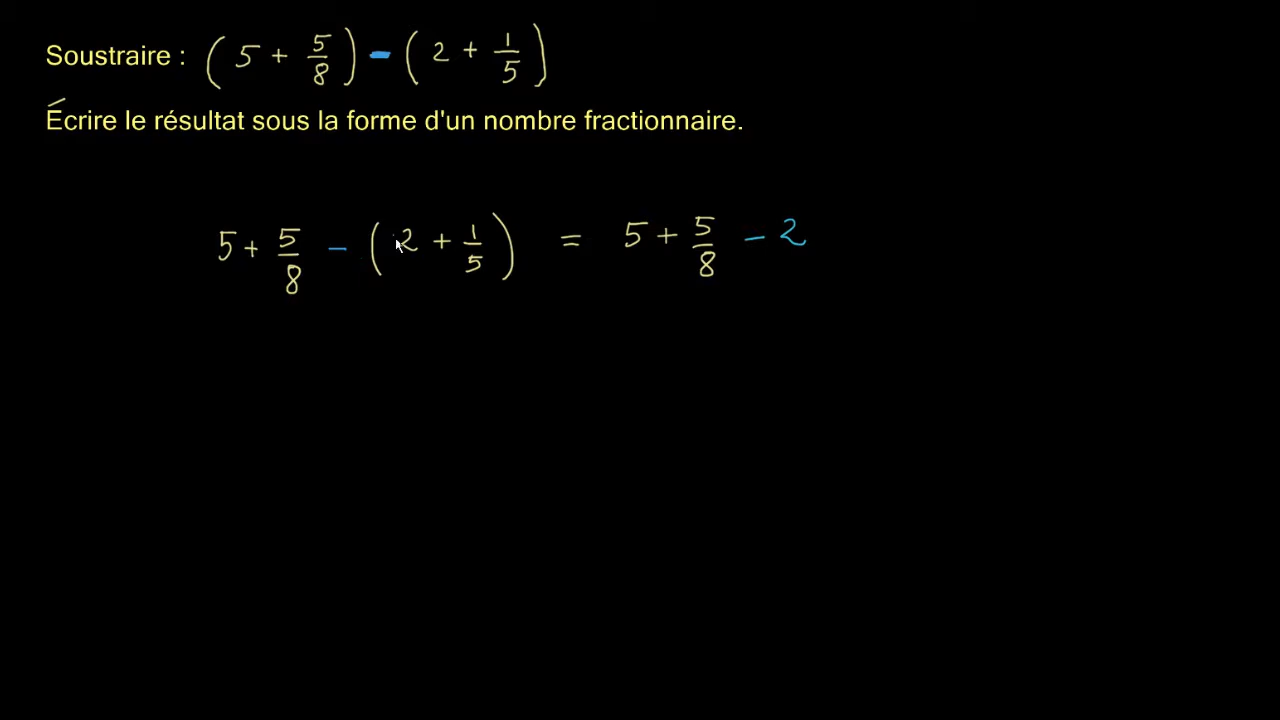 Soustraire : (5 + 5/8) - (2 + 1/5)
Écrire le résultat sous la forme d'un nombre fractionnaire.
5 + 5/8 - (2 + 1/5) = 5 + 5/8 - 2